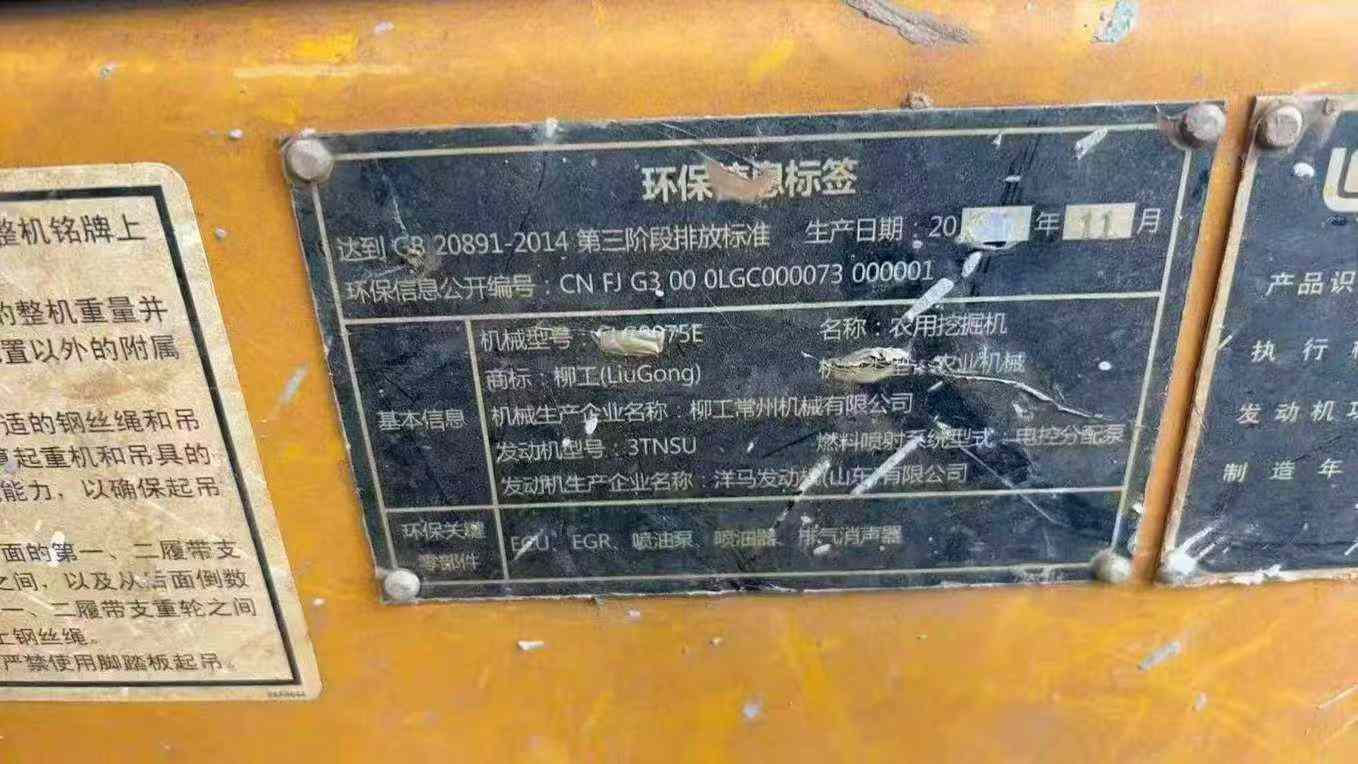 整机铭牌上
的整机重量并
配置以外的附属
适的钢丝绳和吊
起重机和吊具的
能力，以确保起吊
面的第一、二履带支
之间，以及从后面倒数
一、二履带支重轮之间
上钢丝绳。
严禁使用脚踏板起吊。
环保信息标签
达到 GB 20891-2014 第三阶段排放标准 生产日期：20 年 11 月
环保信息公开编号：CN FJ G3 00 0LGC000073 000001
基本信息
机械型号： 075E 名称：农用挖掘机
商标：柳工(LiuGong) 农业机械
机械生产企业名称：柳工常州机械有限公司
发动机型号：3TNSU 燃料喷射系统型式：电控分配泵
发动机生产企业名称：洋马发动机(山东)有限公司
环保关键
零部件
ECU、EGR、喷油泵、喷油器、排气消声器
产品识
执行
发动机功
制造年